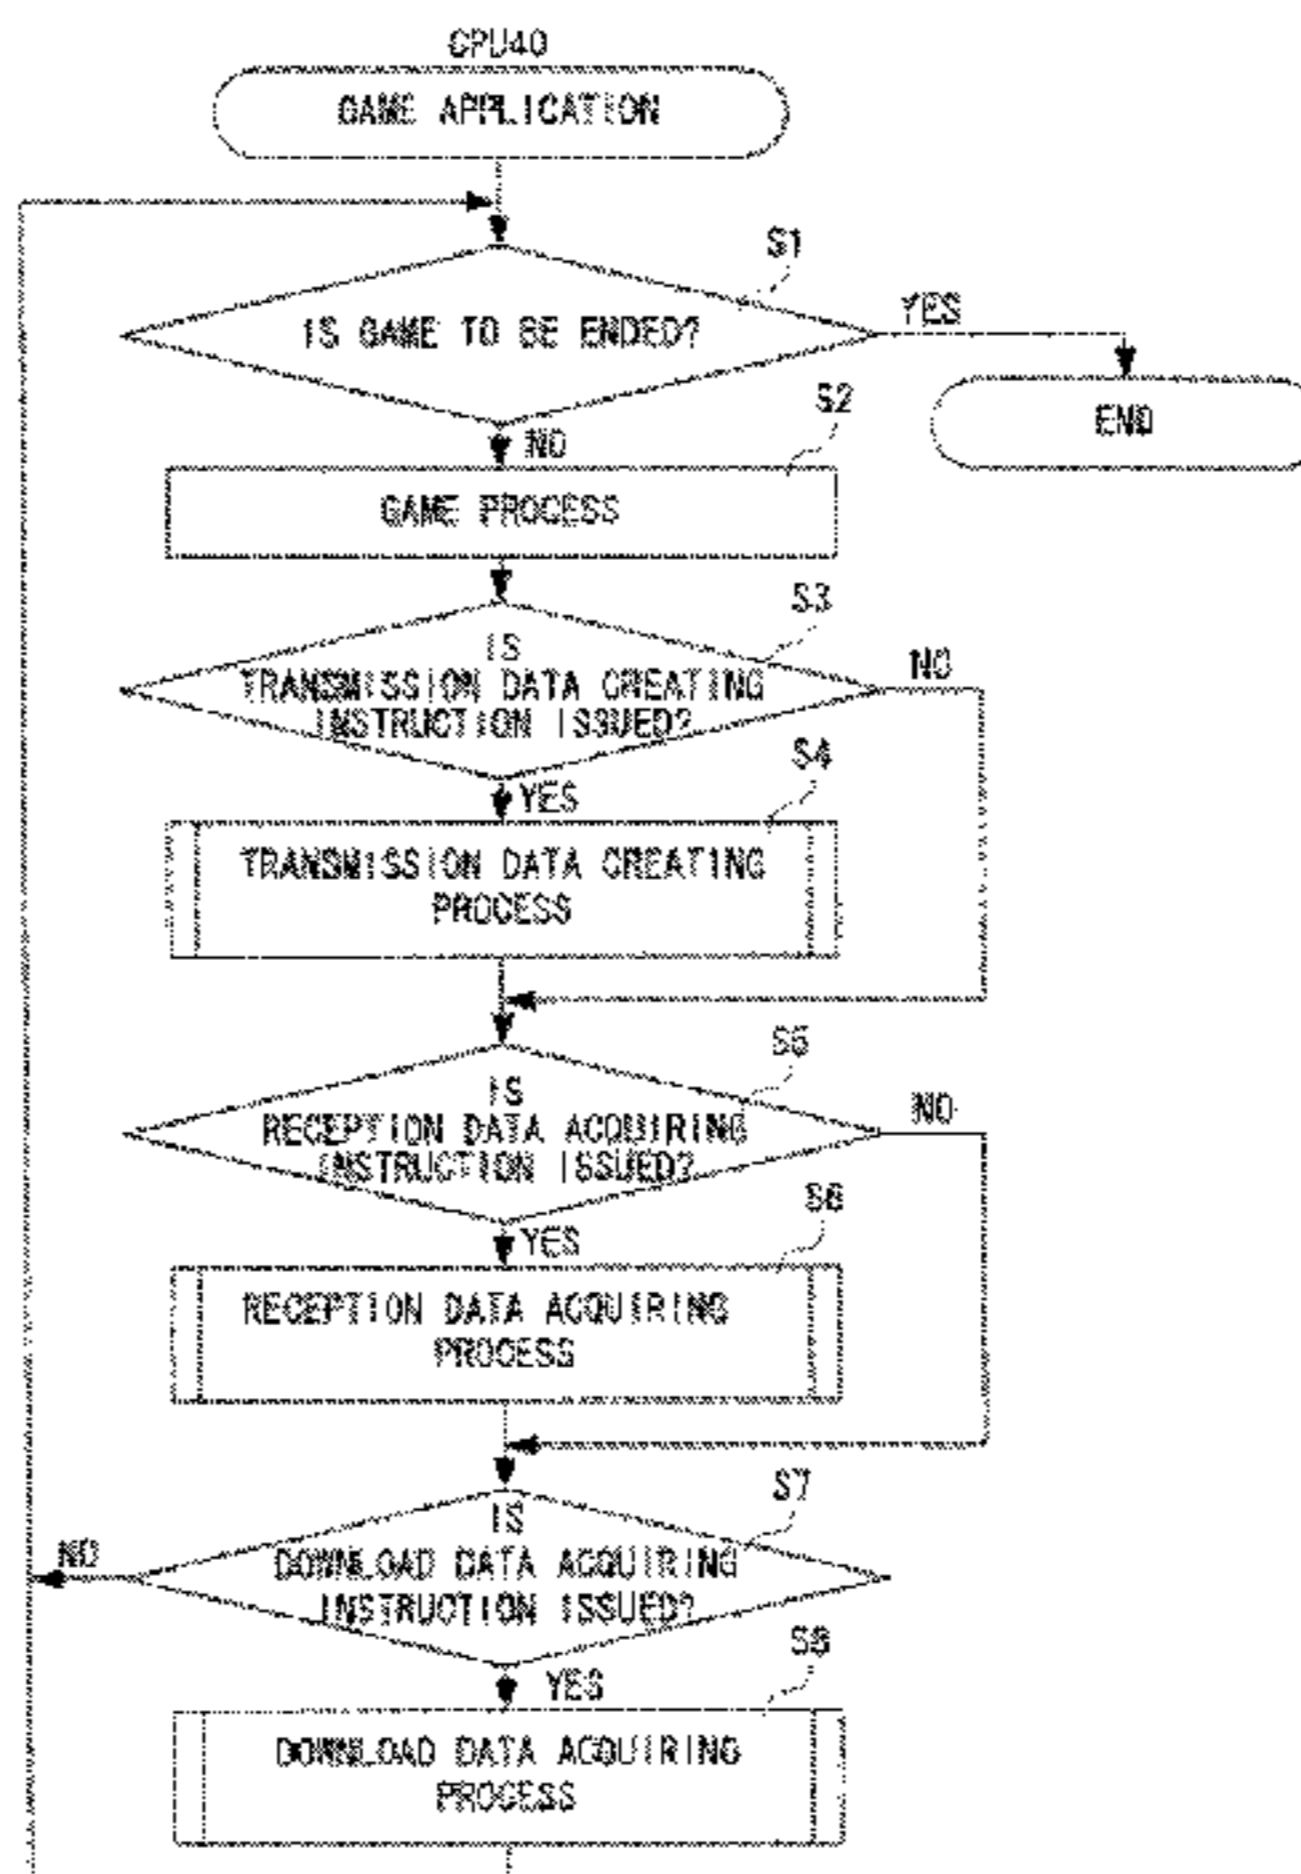 CPU40
GAME APPLICATION
S1
IS GAME TO BE ENDED?
YES
END
NO
S2
GAME PROCESS
S3
IS
TRANSMISSION DATA CREATING
INSTRUCTION ISSUED?
NO
YES
S4
TRANSMISSION DATA CREATING
PROCESS
S5
IS
RECEPTION DATA ACQUIRING
INSTRUCTION ISSUED?
NO
YES
S6
RECEPTION DATA ACQUIRING
PROCESS
S7
IS
DOWNLOAD DATA ACQUIRING
INSTRUCTION ISSUED?
NO
YES
S8
DOWNLOAD DATA ACQUIRING
PROCESS